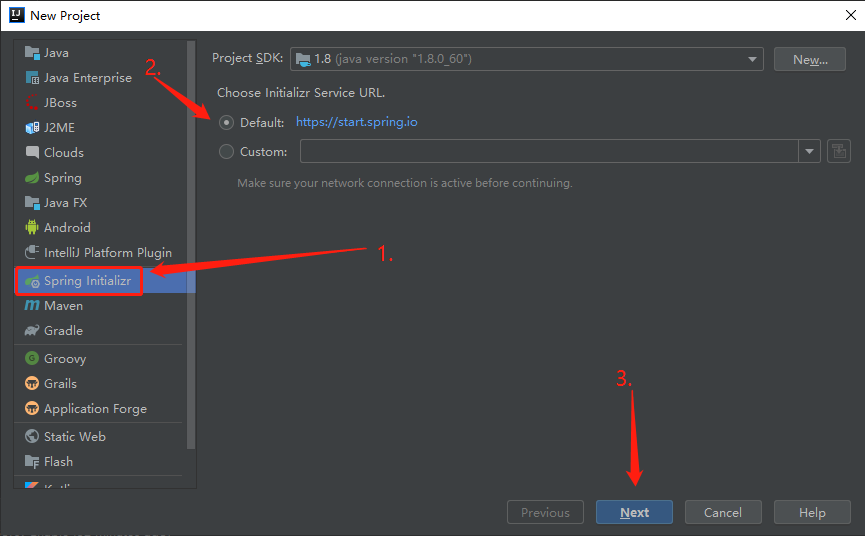 New Project
Java
Java Enterprise
JBoss
J2ME
Clouds
Spring
Java FX
Android
IntelliJ Platform Plugin
Spring Initializr
Maven
Gradle
Groovy
Grails
Application Forge
Static Web
Flash
Project SDK: 1.8 (java version "1.8.0_60") New...
2.
Choose Initializr Service URL.
Default: https://start.spring.io
Custom:
Make sure your network connection is active before continuing.
1.
3.
Previous Next Cancel Help